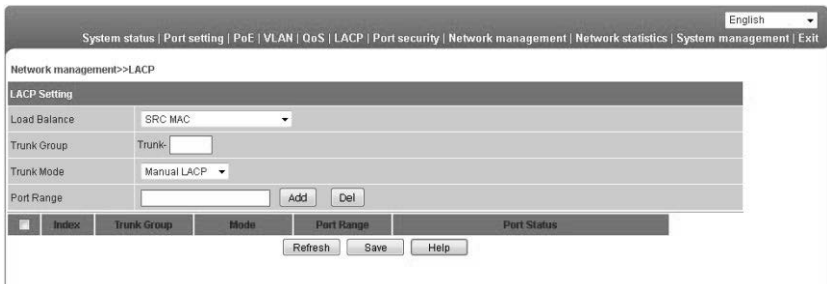 English
System status | Port setting | PoE | VLAN | QoS | LACP | Port security | Network management | Network statistics | System management | Exit
Network management>>LACP
LACP Setting
Load Balance SRC MAC
Trunk Group Trunk-
Trunk Mode Manual LACP
Port Range Add Del
Index Trunk Group Mode Port Range Port Status
Refresh Save Help